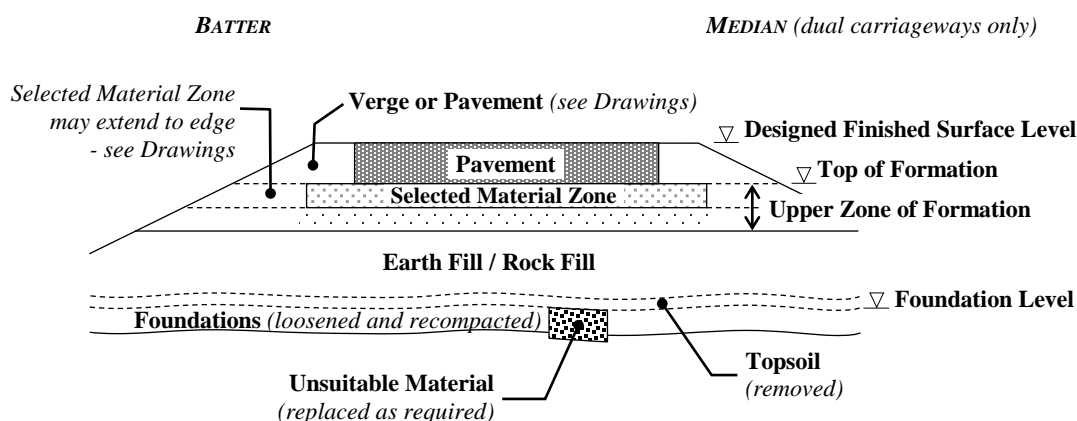 BATTER
MEDIAN (dual carriageways only)
Selected Material Zone
may extend to edge
- see Drawings
Verge or Pavement (see Drawings)
Designed Finished Surface Level
Pavement
Top of Formation
Selected Material Zone
Upper Zone of Formation
Earth Fill / Rock Fill
Foundation Level
Foundations (loosened and recompacted)
Topsoil
(removed)
Unsuitable Material
(replaced as required)